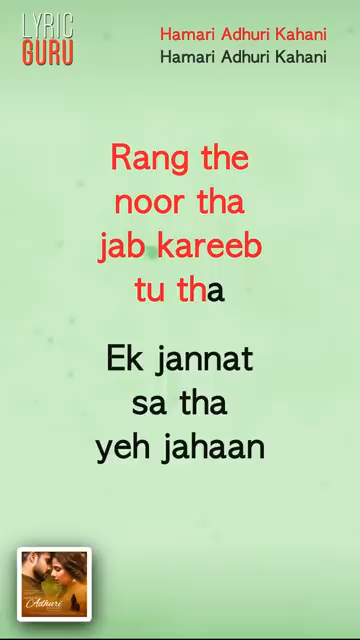 LYRIC
GURU
Hamari Adhuri Kahani
Hamari Adhuri Kahani
Rang the
noor tha
jab kareeb
tu tha
Ek jannat
sa tha
yeh jahaan
Adhuri